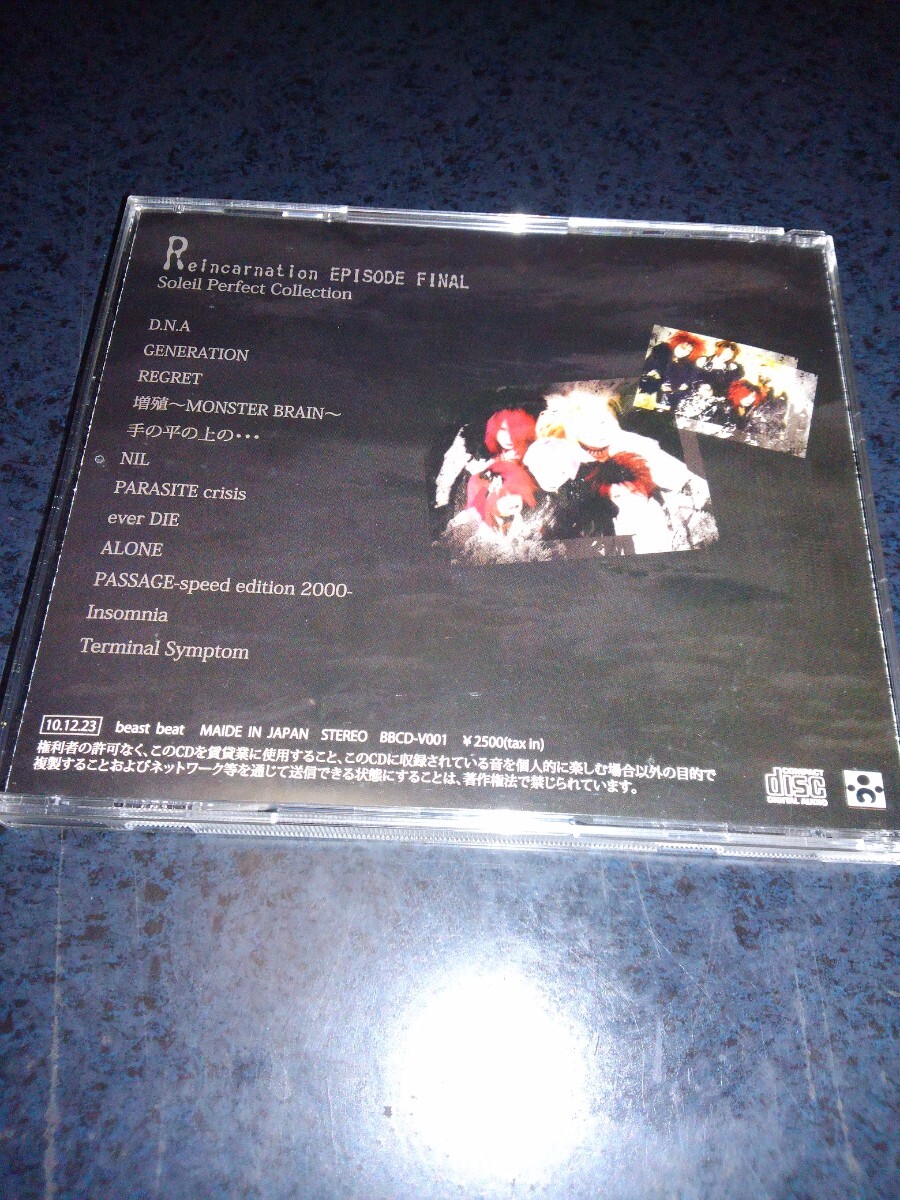 Reincarnation EPISODE FINAL
Soleil Perfect Collection
D.N.A
GENERATION
REGRET
増殖～MONSTER BRAIN～
手の平の上の・・・
NIL
PARASITE crisis
ever DIE
ALONE
PASSAGE-speed edition 2000-
Insomnia
Terminal Symptom
10.12.23 beast beat MAIDE IN JAPAN STEREO BBCD-V001 ¥2500(tax in)
権利者の許可なく、このCDを賃貸業に使用すること、このCDに収録されている音を個人的に楽しむ場合以外の目的で
複製することおよびネットワーク等を通じて送信できる状態にすることは、著作権法で禁じられています。
COMPACT
disc
DIGITAL AUDIO